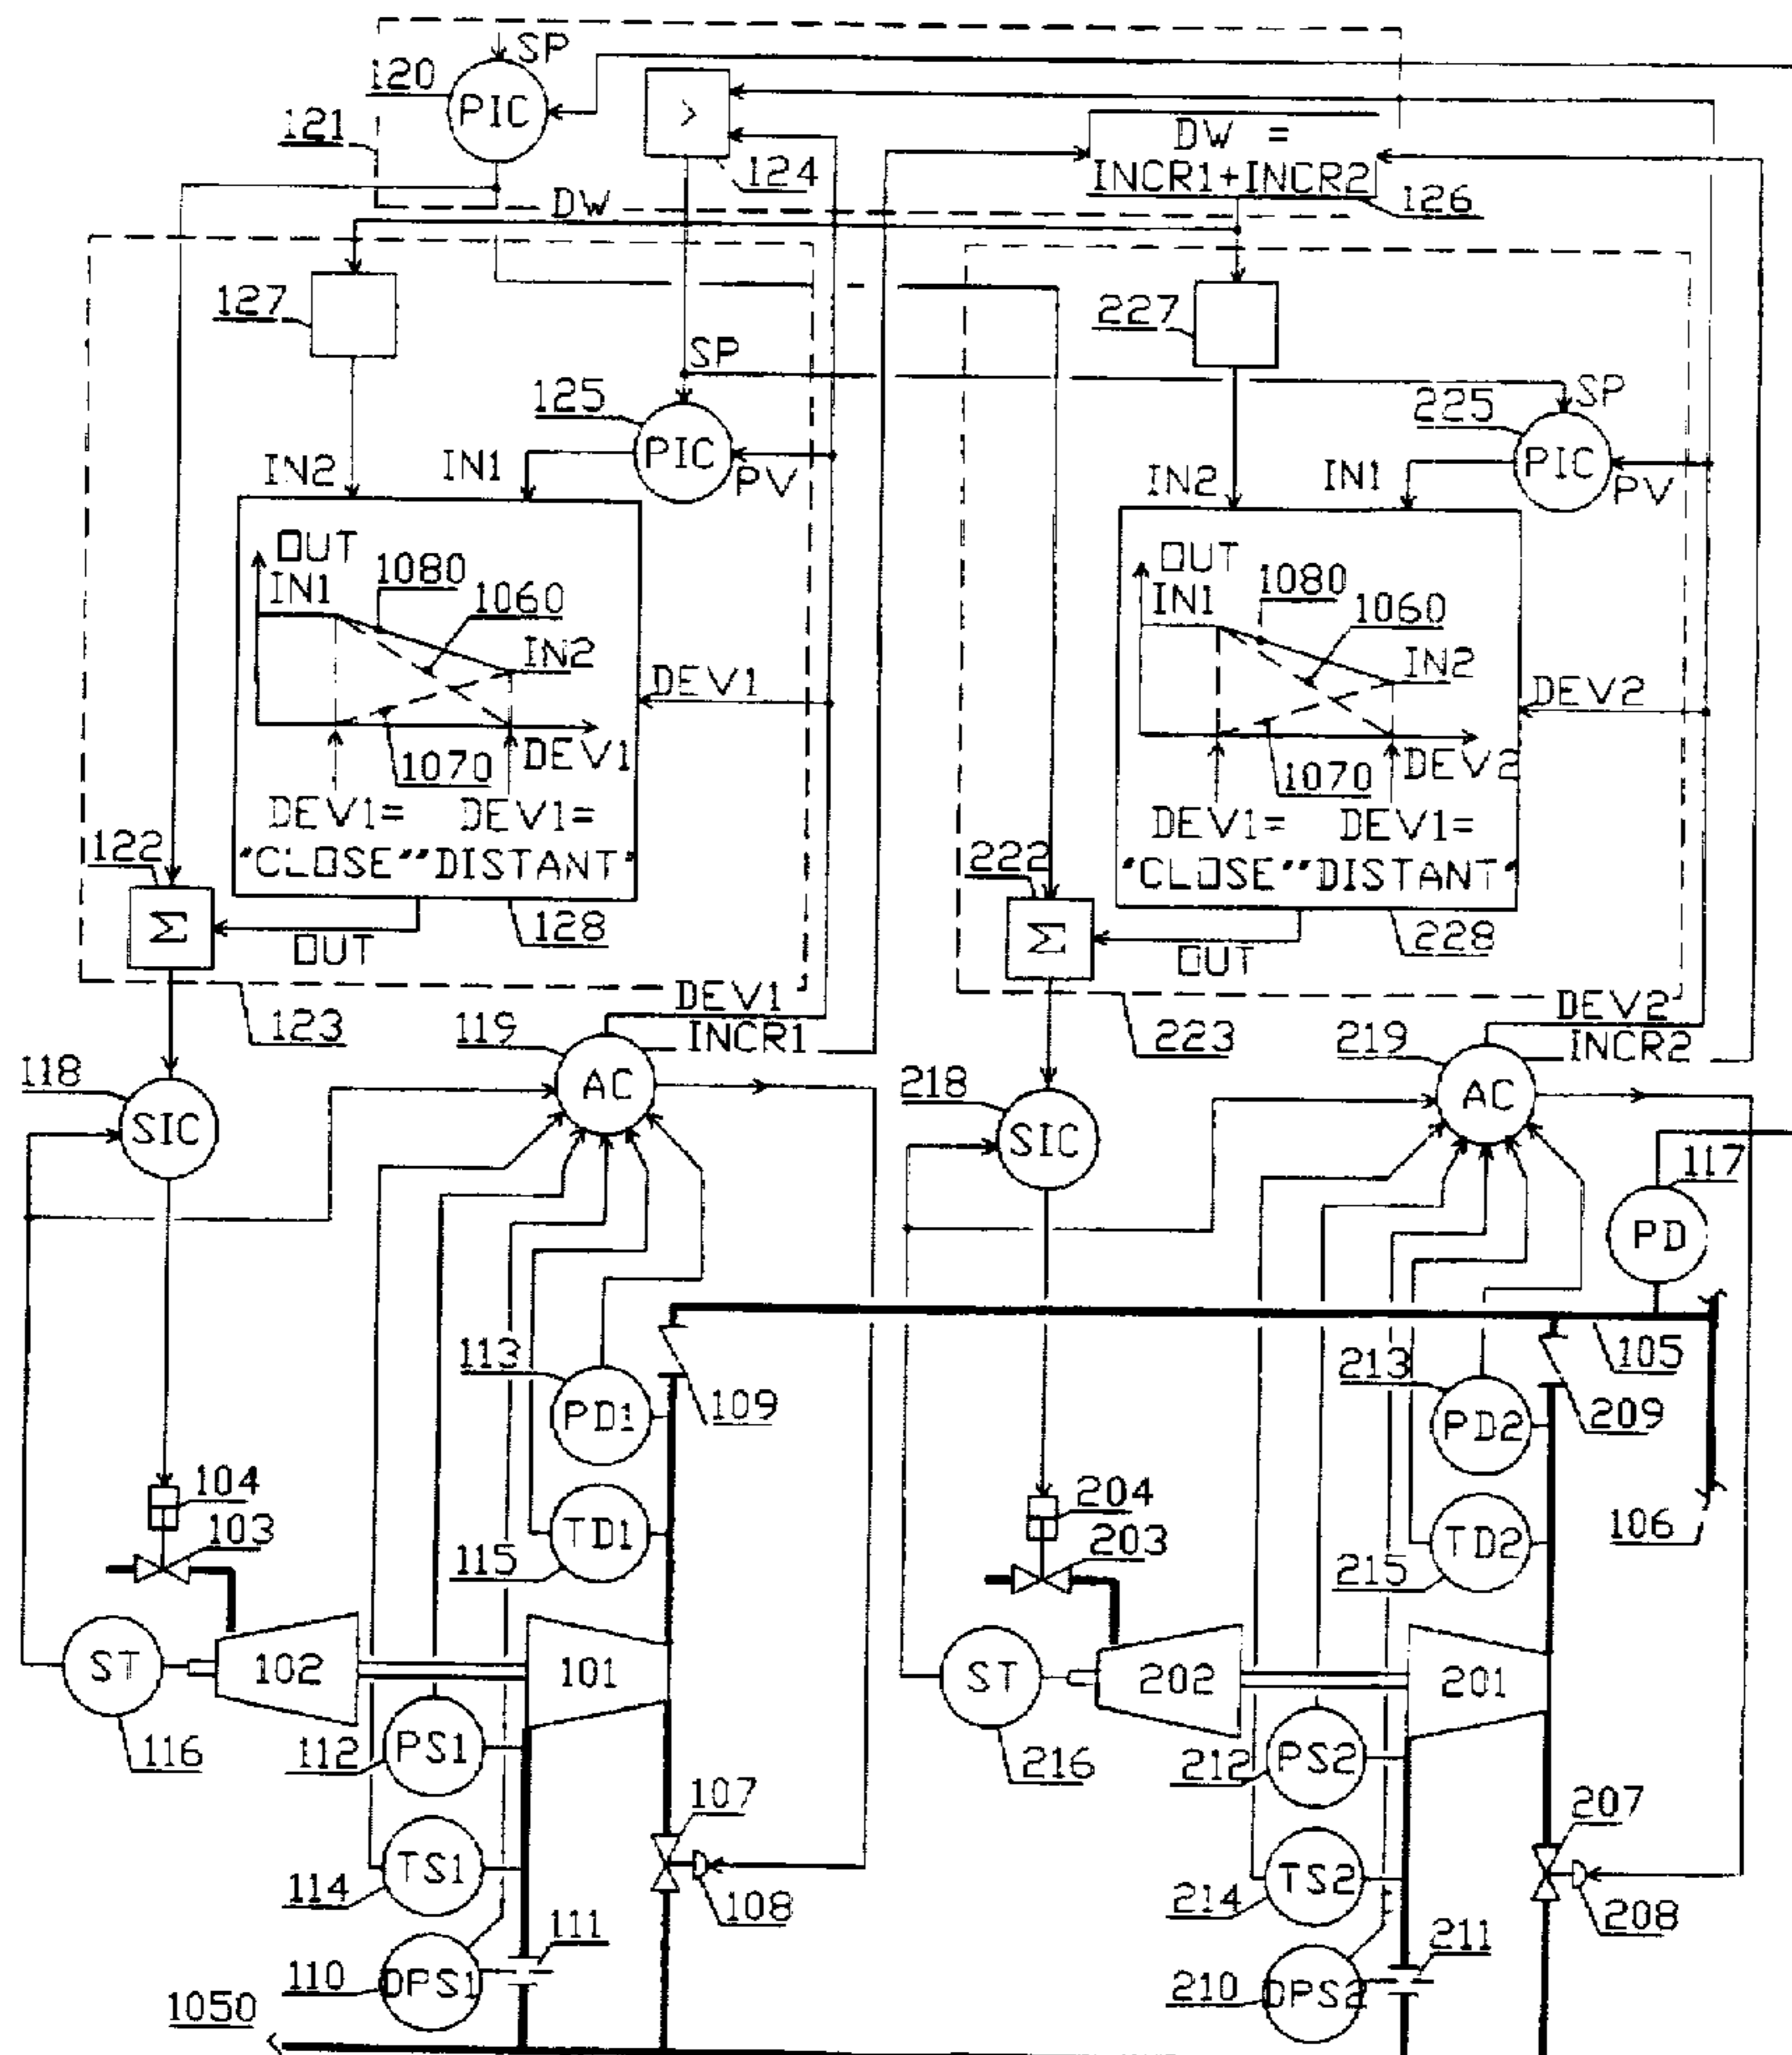 SP
120
PIC
>
121
124
DW =
INCR1+INCR2
126
DW
127
227
SP
SP
125
225
PIC
PIC
PV
PV
IN2
IN1
IN2
IN1
OUT
IN1
1080
1060
IN2
DEV1
DEV1
1070
DEV1=
DEV1=
"CLOSE""DISTANT"
OUT
IN1
1080
1060
IN2
DEV2
DEV2
1070
DEV1=
DEV1=
"CLOSE""DISTANT"
122
Σ
OUT
128
222
Σ
OUT
228
DEV1
INCR1
123
119
DEV2
INCR2
223
219
118
SIC
AC
218
SIC
AC
117
PD
113
PD1
109
105
213
PD2
209
104
103
TD1
115
204
203
TD2
215
106
ST
102
101
116
ST
202
201
216
112
PS1
107
212
PS2
207
114
TS1
108
214
TS2
208
111
110
DPS1
211
210
DPS2
1050